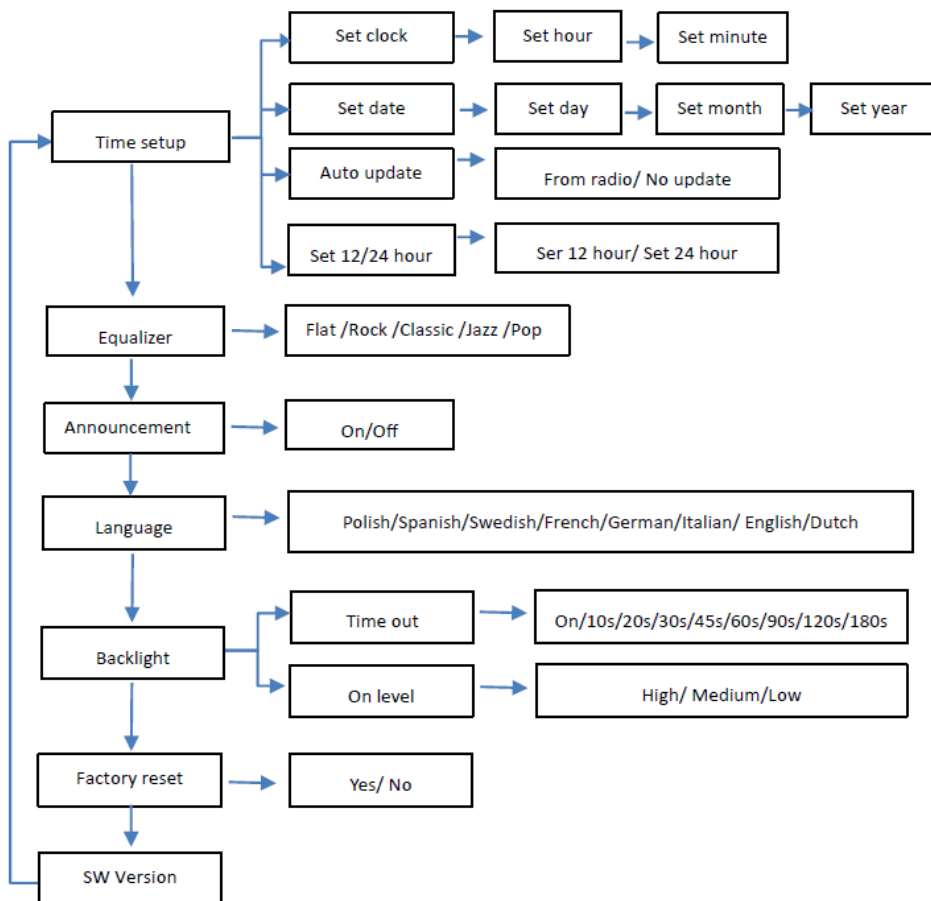 Set clock
Set hour
Set minute
Set date
Set day
Set month
Set year
Time setup
Auto update
From radio/ No update
Set 12/24 hour
Ser 12 hour/ Set 24 hour
Equalizer
Flat /Rock /Classic /Jazz /Pop
Announcement
On/Off
Language
Polish/Spanish/Swedish/French/German/Italian/ English/Dutch
Backlight
Time out
On/10s/20s/30s/45s/60s/90s/120s/180s
On level
High/ Medium/Low
Factory reset
Yes/ No
SW Version